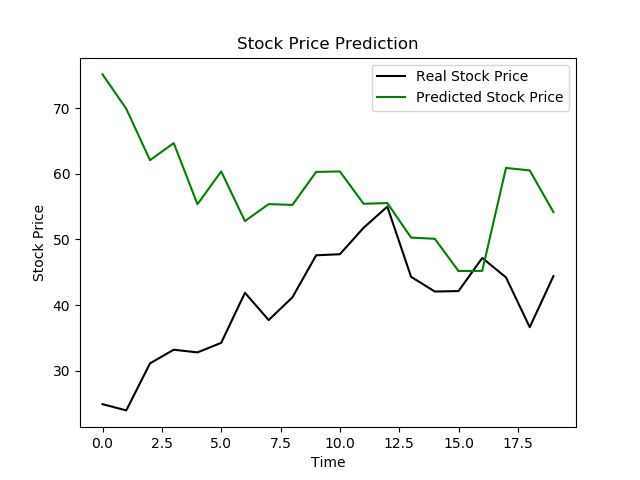 Stock Price Prediction
Real Stock Price
Predicted Stock Price
70
60
50
40
30
Stock Price
0.0 2.5 5.0 7.5 10.0 12.5 15.0 17.5
Time